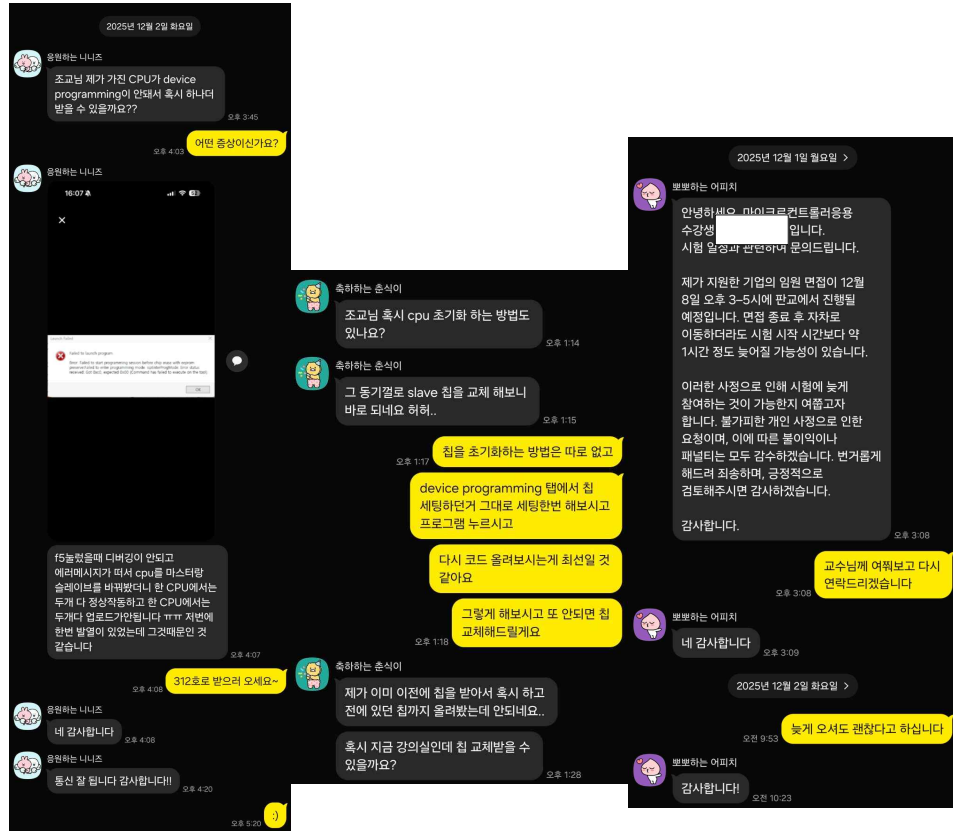 2025년 12월 2일 화요일
응원하는 니니즈
조교님 제가 가진 CPU가 device
programming이 안돼서 혹시 하나더
받을 수 있을까요??
오후 3:45
어떤 증상이신가요?
오후 4:03
응원하는 니니즈
16:07
Failed to launch program
OK
f5눌렀을때 디버깅이 안되고
에러메시지가 떠서 cpu를 마스터랑
슬레이브를 바꿔봤더니 한 CPU에서는
두개 다 정상작동하고 한 CPU에서는
두개다 업로드가안됩니다 ㅠㅠ 저번에
한번 발열이 있었는데 그것때문인 것
같습니다
오후 4:07
312호로 받으러 오세요~
오후 4:08
응원하는 니니즈
네 감사합니다
오후 4:08
응원하는 니니즈
통신 잘 됩니다 감사합니다!!
오후 4:20
:)
오후 5:20
축하하는 춘식이
조교님 혹시 cpu 초기화 하는 방법도
있나요?
오후 1:14
축하하는 춘식이
그 동기껄로 slave 칩을 교체 해보니
바로 되네요 허허..
오후 1:15
칩을 초기화하는 방법은 따로 없고
오후 1:17
device programming 탭에서 칩
세팅하던거 그대로 세팅한번 해보시고
프로그램 누르시고
다시 코드 올려보시는게 최선일 것
같아요
그렇게 해보시고 또 안되면 칩
교체해드릴게요
오후 1:18
축하하는 춘식이
제가 이미 이전에 칩을 받아서 혹시 하고
전에 있던 칩까지 올려봤는데 안되네요..
혹시 지금 강의실인데 칩 교체받을 수
있을까요?
오후 1:28
2025년 12월 1일 월요일 >
뽀뽀하는 어피치
안녕하세요, 마이크로컨트롤러응용
수강생 입니다.
시험 일정과 관련하여 문의드립니다.
제가 지원한 기업의 임원 면접이 12월
8일 오후 3–5시에 판교에서 진행될
예정입니다. 면접 종료 후 자차로
이동하더라도 시험 시작 시간보다 약
1시간 정도 늦어질 가능성이 있습니다.
이러한 사정으로 인해 시험에 늦게
참여하는 것이 가능한지 여쭙고자
합니다. 불가피한 개인 사정으로 인한
요청이며, 이에 따른 불이익이나
패널티는 모두 감수하겠습니다. 번거롭게
해드려 죄송하며, 긍정적으로
검토해주시면 감사하겠습니다.
감사합니다.
오후 3:08
교수님께 여쭤보고 다시
연락드리겠습니다
오후 3:08
뽀뽀하는 어피치
네 감사합니다
오후 3:09
2025년 12월 2일 화요일 >
늦게 오셔도 괜찮다고 하십니다
오전 9:53
뽀뽀하는 어피치
감사합니다!
오전 10:23